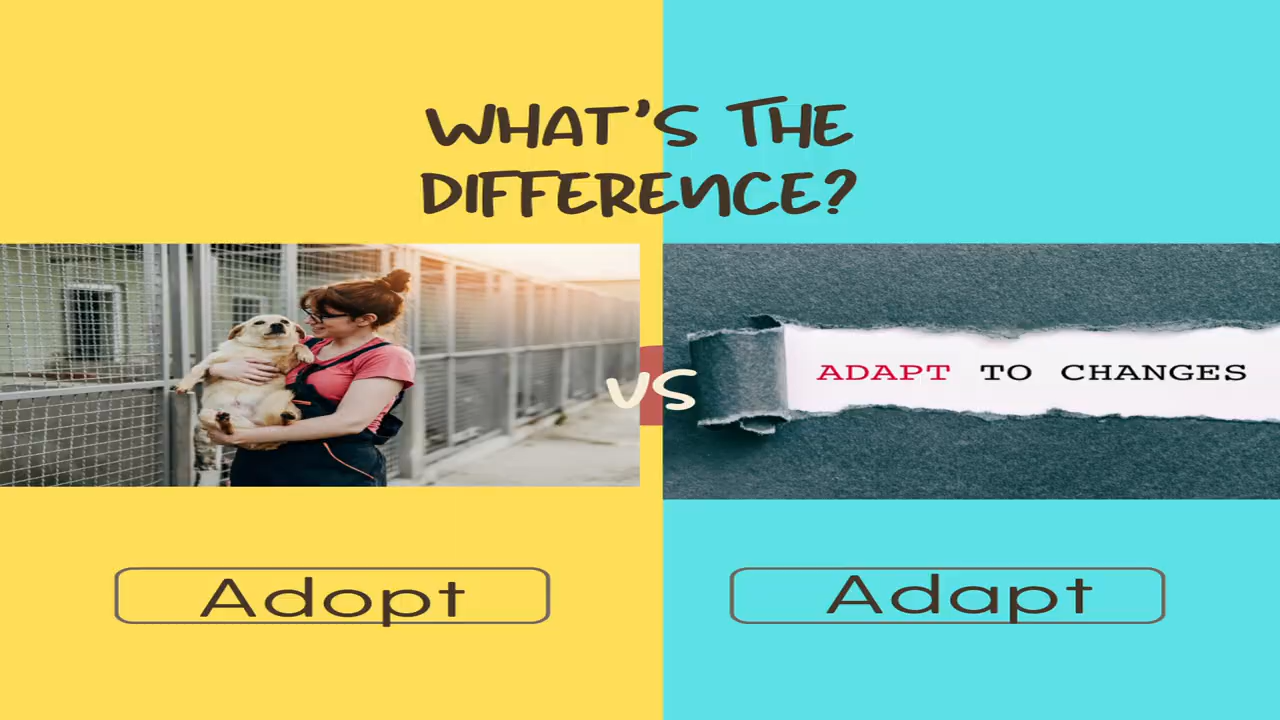 WHAT'S THE
DIFFERENCE?
VS
ADAPT TO CHANGES
Adopt
Adapt